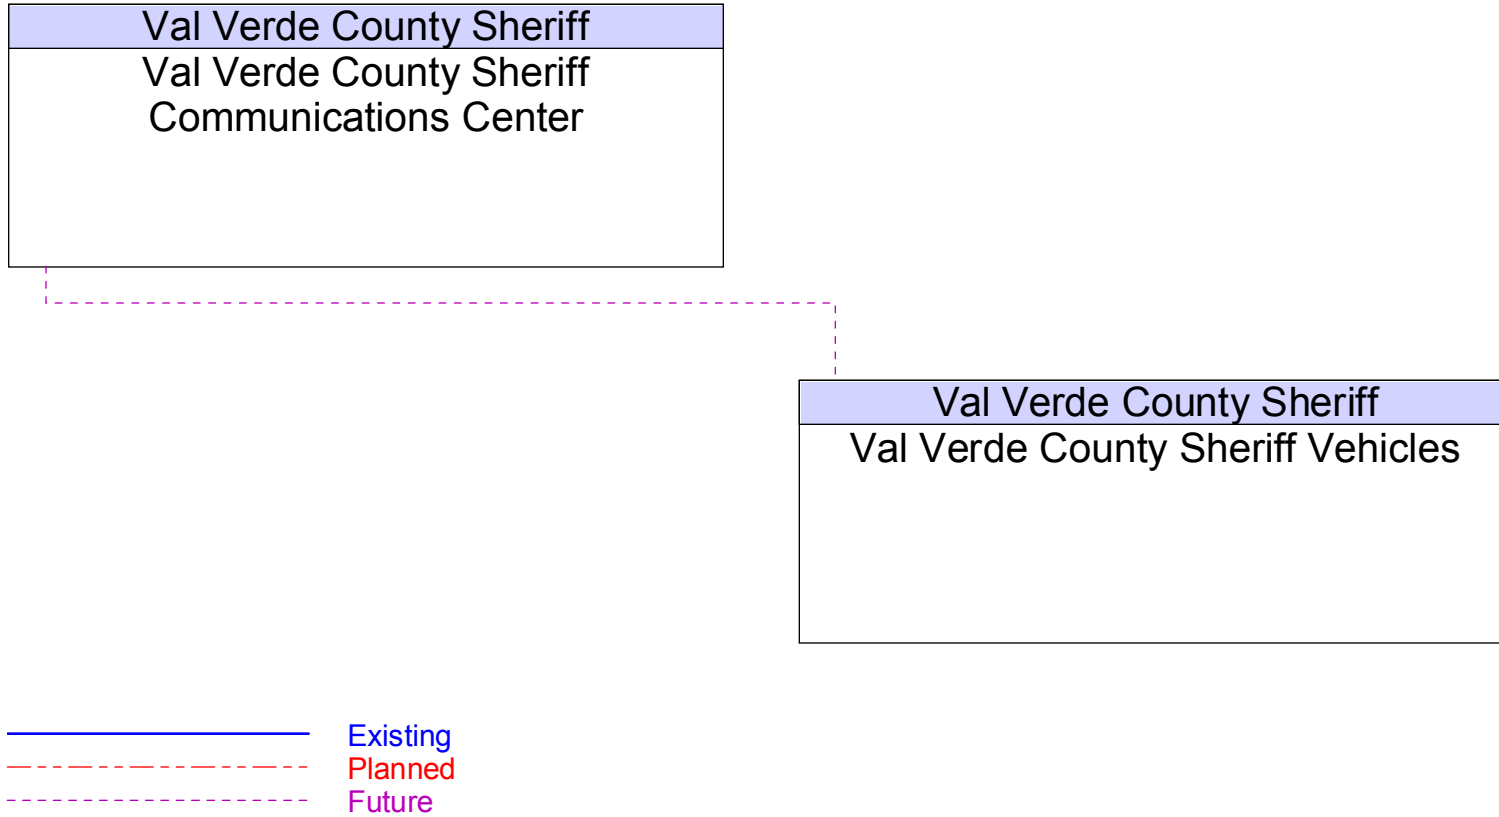 Val Verde County Sheriff
Val Verde County Sheriff
Communications Center
Val Verde County Sheriff
Val Verde County Sheriff Vehicles
Existing
Planned
Future